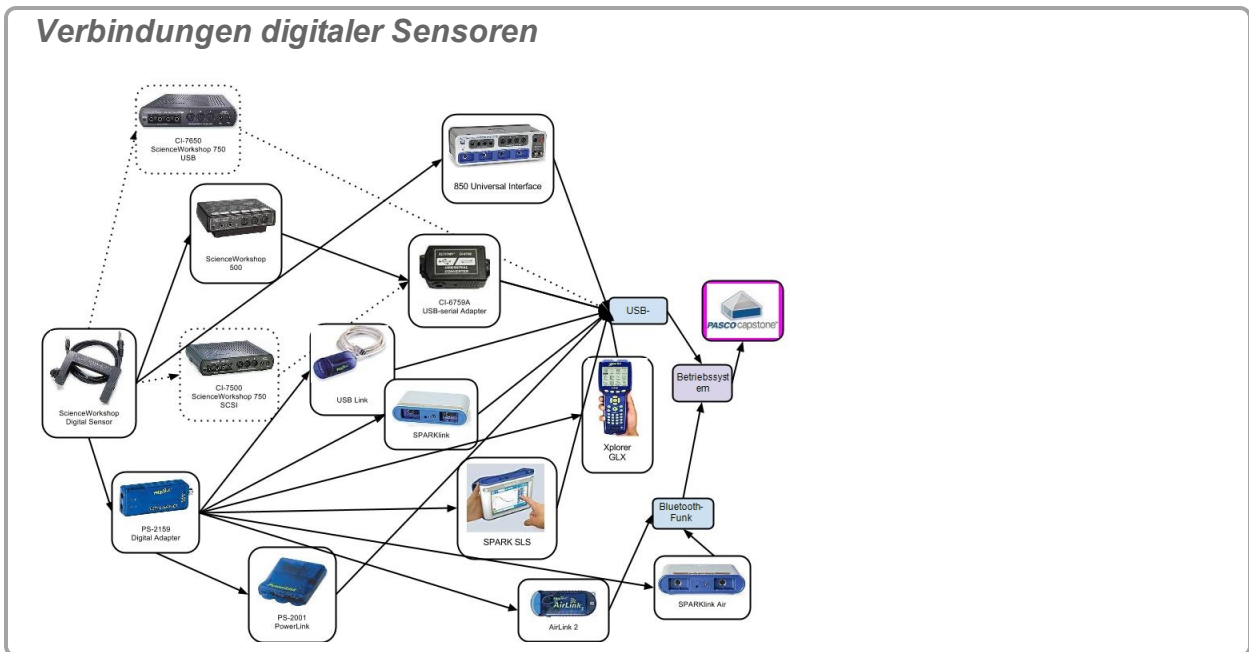 Verbindungen digitaler Sensoren
CI-7650
ScienceWorkshop 750
USB
850 Universal Interface
ScienceWorkshop
500
CI-6759A
USB-serial Adapter
USB-
PASCO capstone
Betriebssyst
em
ScienceWorkshop
Digital Sensor
CI-7500
ScienceWorkshop 750
SCSI
USB Link
SPARKlink
Xplorer
GLX
PS-2159
Digital Adapter
SPARK SLS
Bluetooth-
Funk
PS-2001
PowerLink
AirLink
AirLink 2
SPARKlink Air